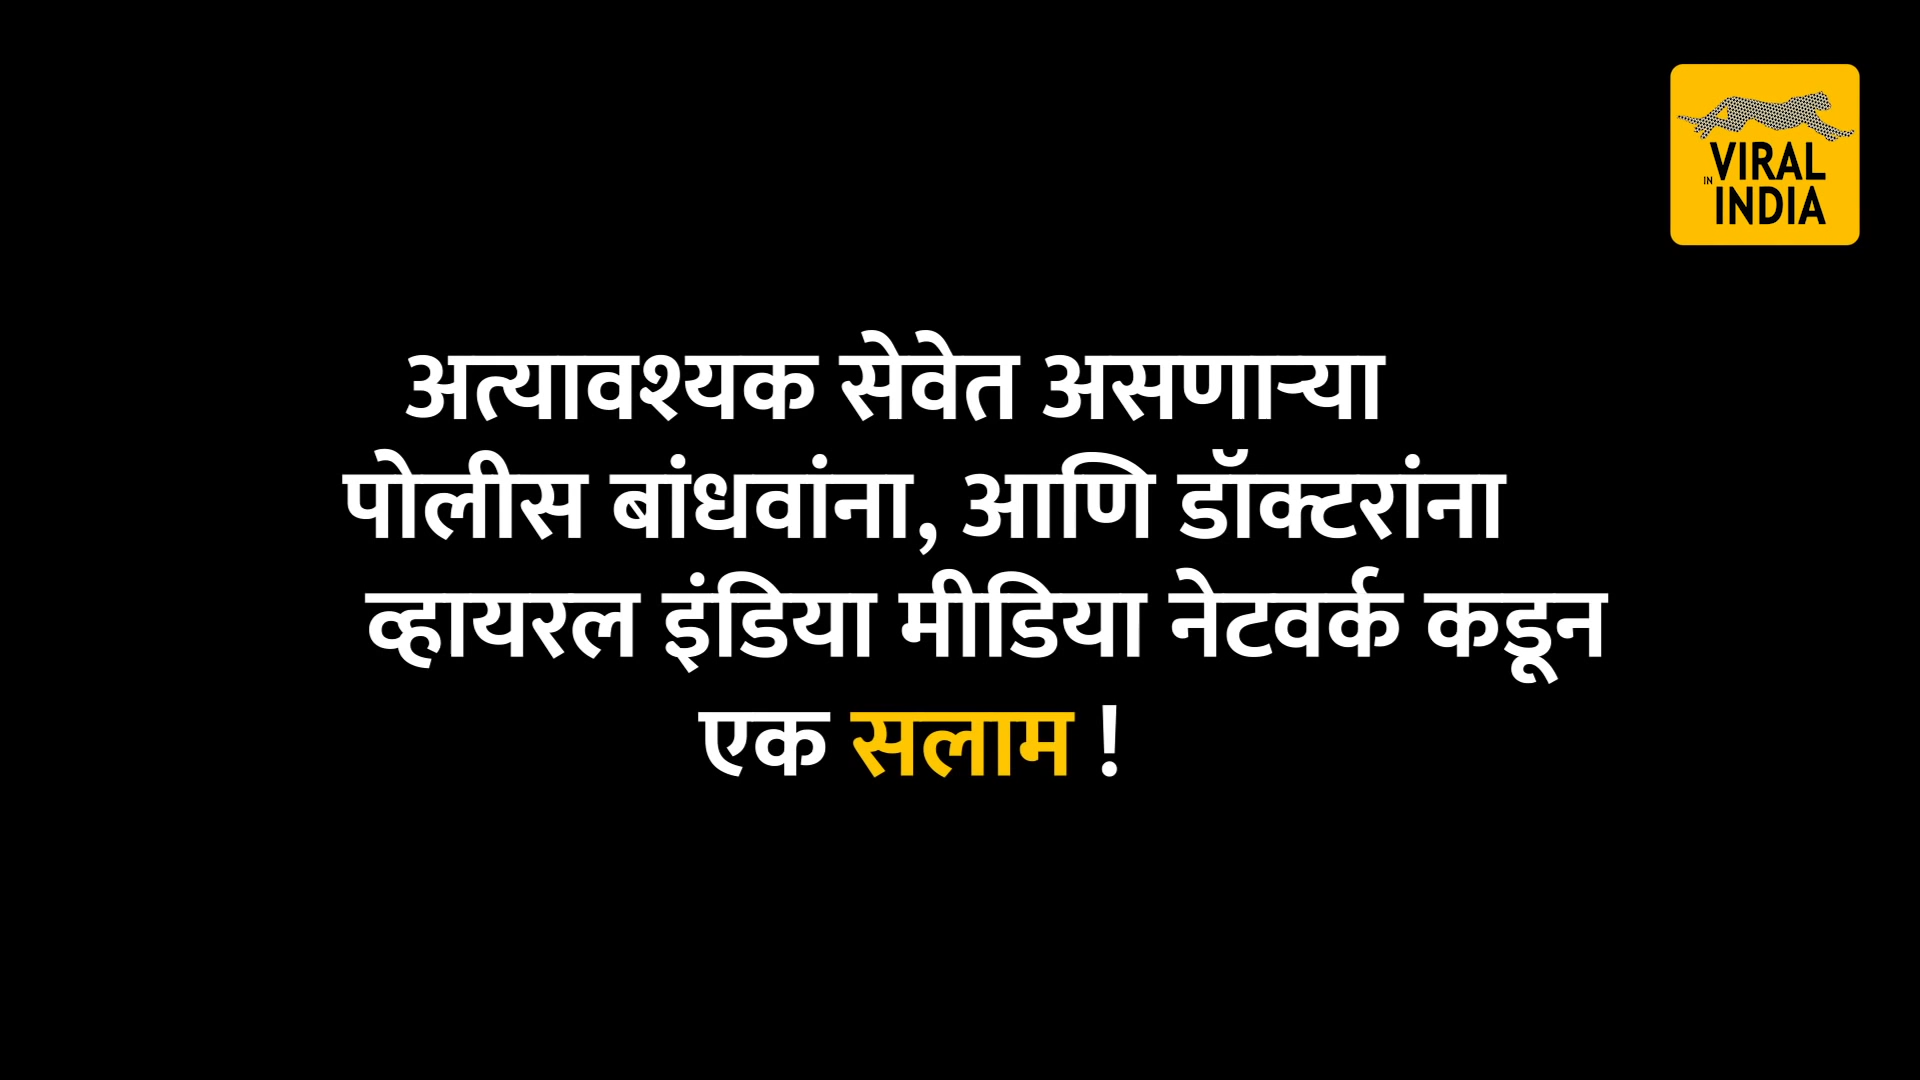 VIRAL
IN INDIA
अत्यावश्यक सेवेत असणाऱ्या
पोलीस बांधवांना, आणि डॉक्टरांना
व्हायरल इंडिया मीडिया नेटवर्क कडून
एक सलाम !